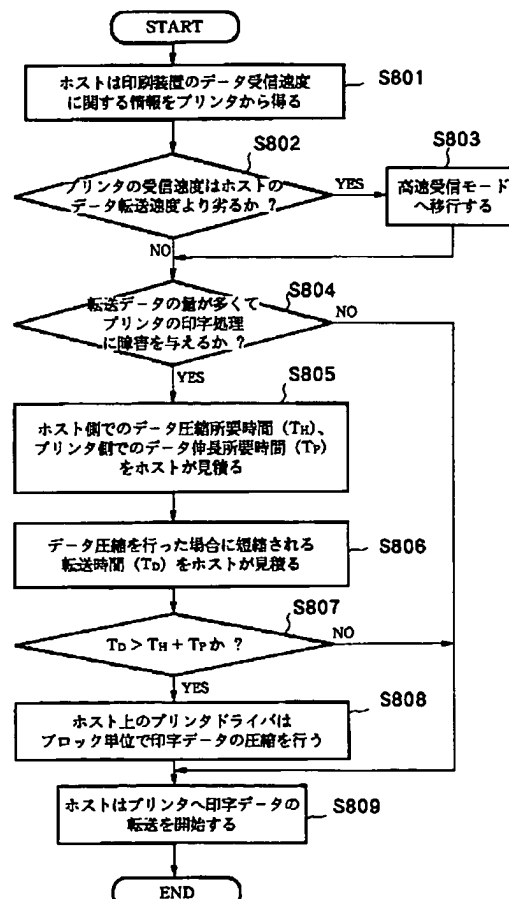 START
ホストは印刷装置のデータ受信速度
に関する情報をプリンタから得る
S801
S802
プリンタの受信速度はホストの
データ転送速度より劣るか ?
YES
S803
高速受信モード
へ移行する
NO
S804
転送データの量が多くて
プリンタの印字処理
に障害を与えるか ?
NO
YES
S805
ホスト側でのデータ圧縮所要時間 (TH)、
プリンタ側でのデータ伸長所要時間 (TP)
をホストが見積る
データ圧縮を行った場合に短縮される
転送時間 (TD) をホストが見積る
S806
S807
TD > TH + TP か ?
NO
YES
S808
ホスト上のプリンタドライバは
ブロック単位で印字データの圧縮を行う
ホストはプリンタへ印字データの
転送を開始する
S809
END